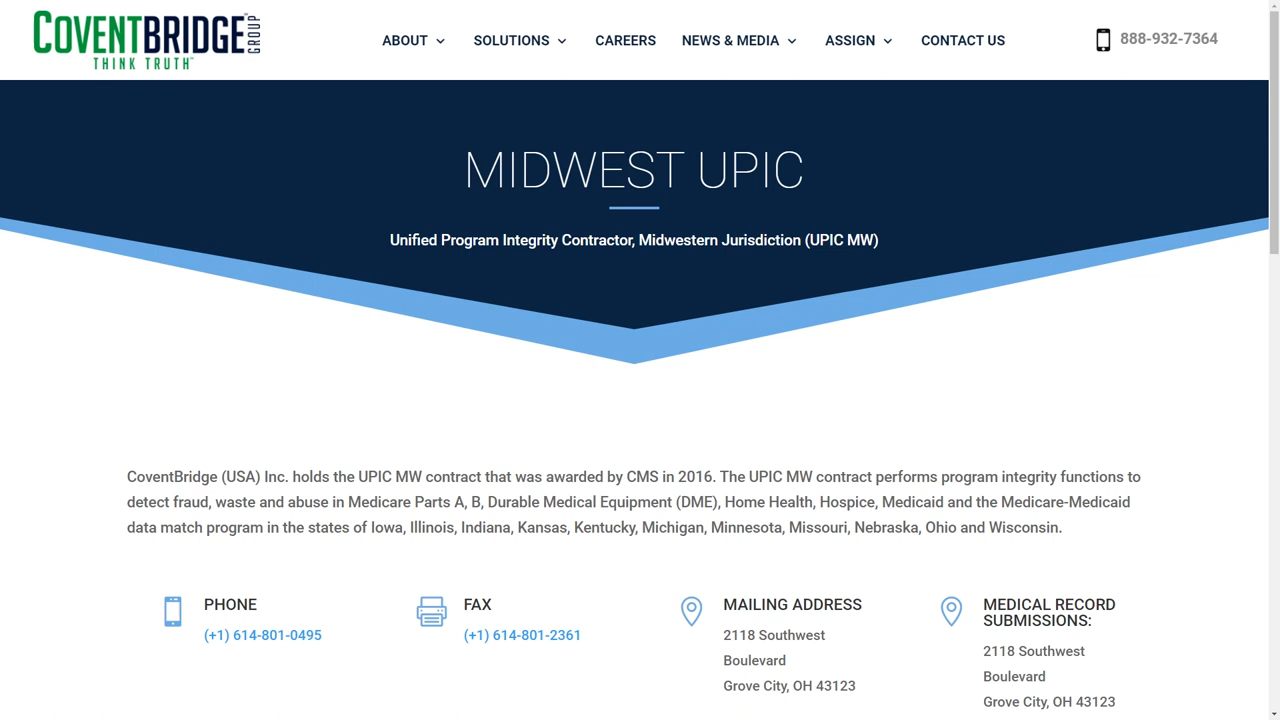 COVENTBRIDGE GROUP
THINK TRUTH
ABOUT SOLUTIONS CAREERS NEWS & MEDIA ASSIGN CONTACT US
888-932-7364
MIDWEST UPIC
Unified Program Integrity Contractor, Midwestern Jurisdiction (UPIC MW)
CoventBridge (USA) Inc. holds the UPIC MW contract that was awarded by CMS in 2016. The UPIC MW contract performs program integrity functions to
detect fraud, waste and abuse in Medicare Parts A, B, Durable Medical Equipment (DME), Home Health, Hospice, Medicaid and the Medicare-Medicaid
data match program in the states of Iowa, Illinois, Indiana, Kansas, Kentucky, Michigan, Minnesota, Missouri, Nebraska, Ohio and Wisconsin.
PHONE
(+1) 614-801-0495
FAX
(+1) 614-801-2361
MAILING ADDRESS
2118 Southwest
Boulevard
Grove City, OH 43123
MEDICAL RECORD
SUBMISSIONS:
2118 Southwest
Boulevard
Grove City, OH 43123